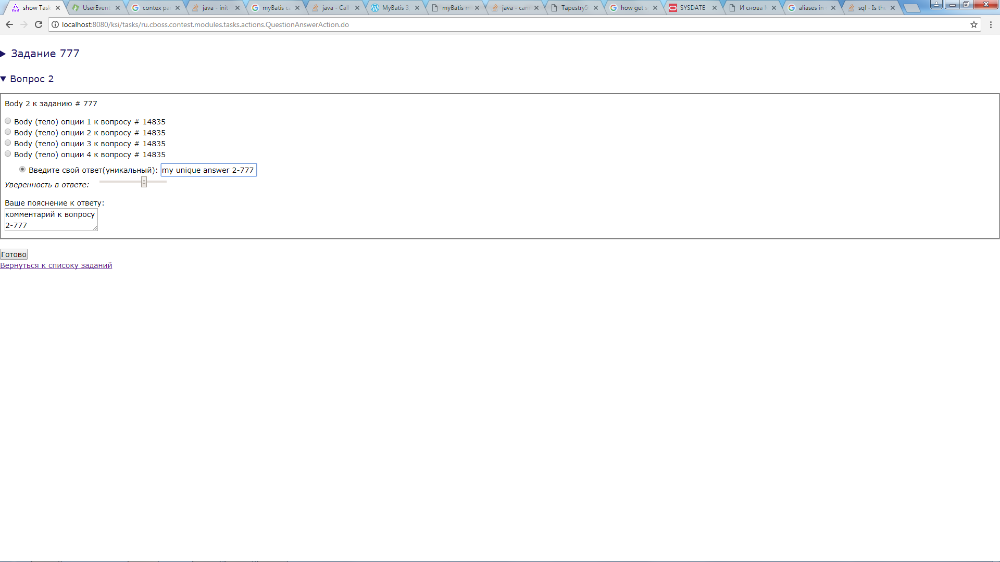 show Task
UserEvent
contex pa
java - init-
myBatis ca
java - Call
MyBatis 3
myBatis m
java - can
Tapestry5
how get s
SYSDATE
И снова
aliases in
sql - Is the
localhost:8080/ksi/tasks/ru.cboss.contest.modules.tasks.actions.QuestionAnswerAction.do
Задание 777
Вопрос 2
Body 2 к заданию # 777
Body (тело) опции 1 к вопросу # 14835
Body (тело) опции 2 к вопросу # 14835
Body (тело) опции 3 к вопросу # 14835
Body (тело) опции 4 к вопросу # 14835
Введите свой ответ(уникальный): my unique answer 2-777
Уверенность в ответе:
Ваше пояснение к ответу:
комментарий к вопросу
2-777
Готово
Вернуться к списоку заданий